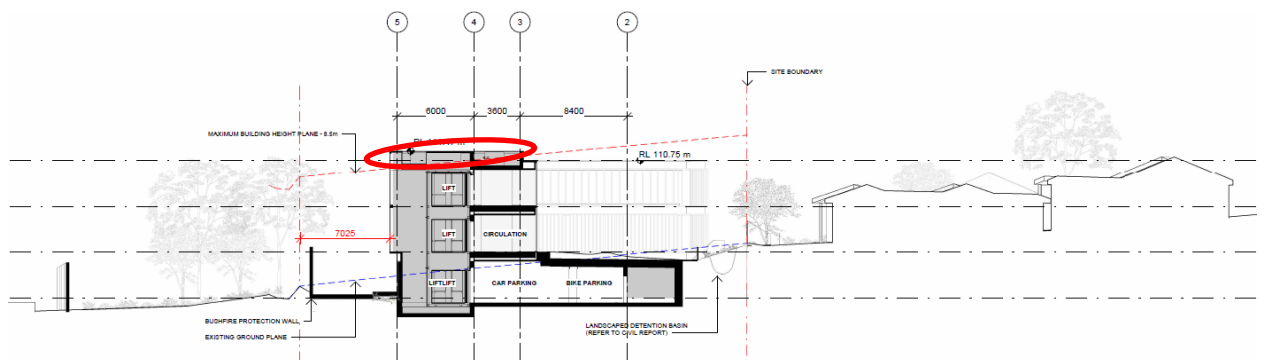 5
4
3
2
SITE BOUNDARY
6000
3600
8400
MAXIMUM BUILDING HEIGHT PLANE - 8.5m
RL
RL 110.75 m
LIFT
7025
LIFT
CIRCULATION
LIFTLIFT
CAR PARKING
BIKE PARKING
BUSHFIRE PROTECTION WALL
EXISTING GROUND PLANE
LANDSCAPED DETENTION BASIN
(REFER TO CIVIL REPORT)